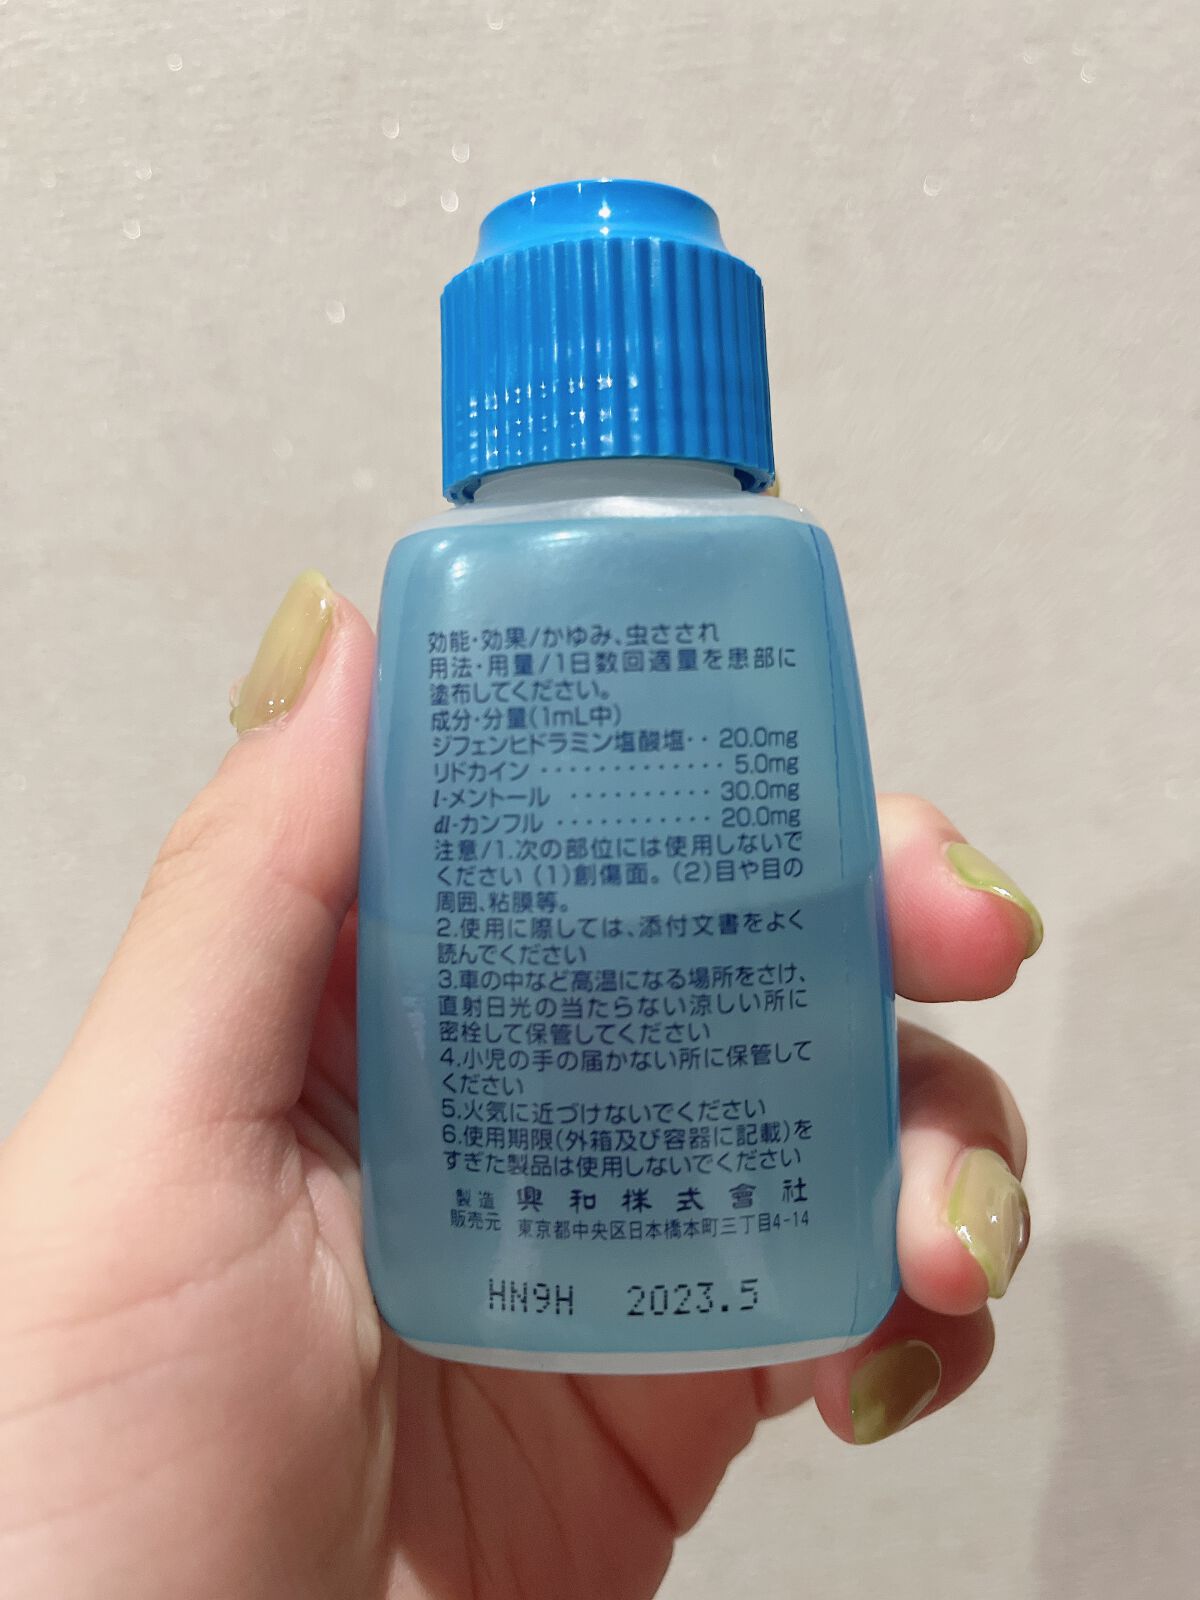 効能・効果/かゆみ、虫さされ
用法・用量/1日数回適量を患部に
塗布してください。
成分・分量(1mL中)
ジフェンヒドラミン塩酸塩・・ 20.0mg
リドカイン ・・・・・・・・・・・・・ 5.0mg
l-メントール ・・・・・・・・・・ 30.0mg
dl-カンフル ・・・・・・・・・・・ 20.0mg
注意/1.次の部位には使用しないで
ください (1)創傷面。(2)目や目の
周囲、粘膜等。
2.使用に際しては、添付文書をよく
読んでください
3.車の中など高温になる場所をさけ、
直射日光の当たらない涼しい所に
密栓して保管してください
4.小児の手の届かない所に保管して
ください
5.火気に近づけないでください
6.使用期限(外箱及び容器に記載)を
すぎた製品は使用しないでください
製造販売元 興和株式會社
東京都中央区日本橋本町三丁目4-14
HN9H 2023.5